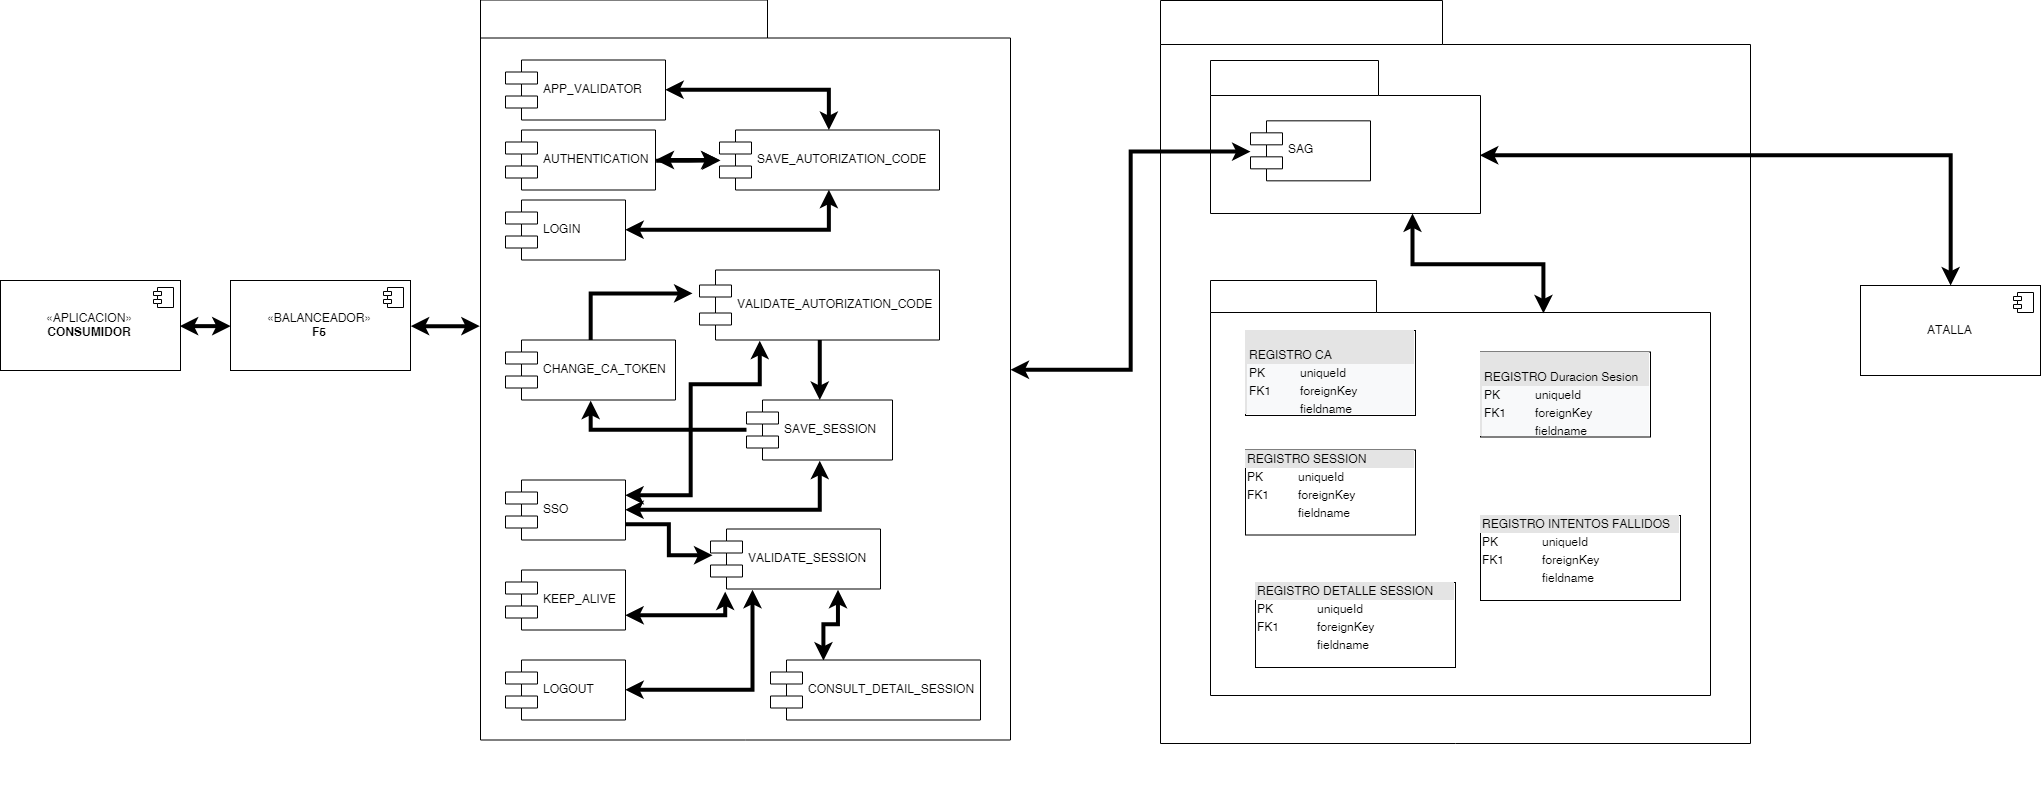 «APLICACION»
CONSUMIDOR
«BALANCEADOR»
F5
APP_VALIDATOR
AUTHENTICATION
SAVE_AUTORIZATION_CODE
LOGIN
VALIDATE_AUTORIZATION_CODE
CHANGE_CA_TOKEN
SAVE_SESSION
SSO
VALIDATE_SESSION
KEEP_ALIVE
LOGOUT
CONSULT_DETAIL_SESSION
SAG
REGISTRO CA
PK uniqueId
FK1 foreignKey
fieldname
REGISTRO Duracion Sesion
PK uniqueId
FK1 foreignKey
fieldname
REGISTRO SESSION
PK uniqueId
FK1 foreignKey
fieldname
REGISTRO INTENTOS FALLIDOS
PK uniqueId
FK1 foreignKey
fieldname
REGISTRO DETALLE SESSION
PK uniqueId
FK1 foreignKey
fieldname
ATALLA